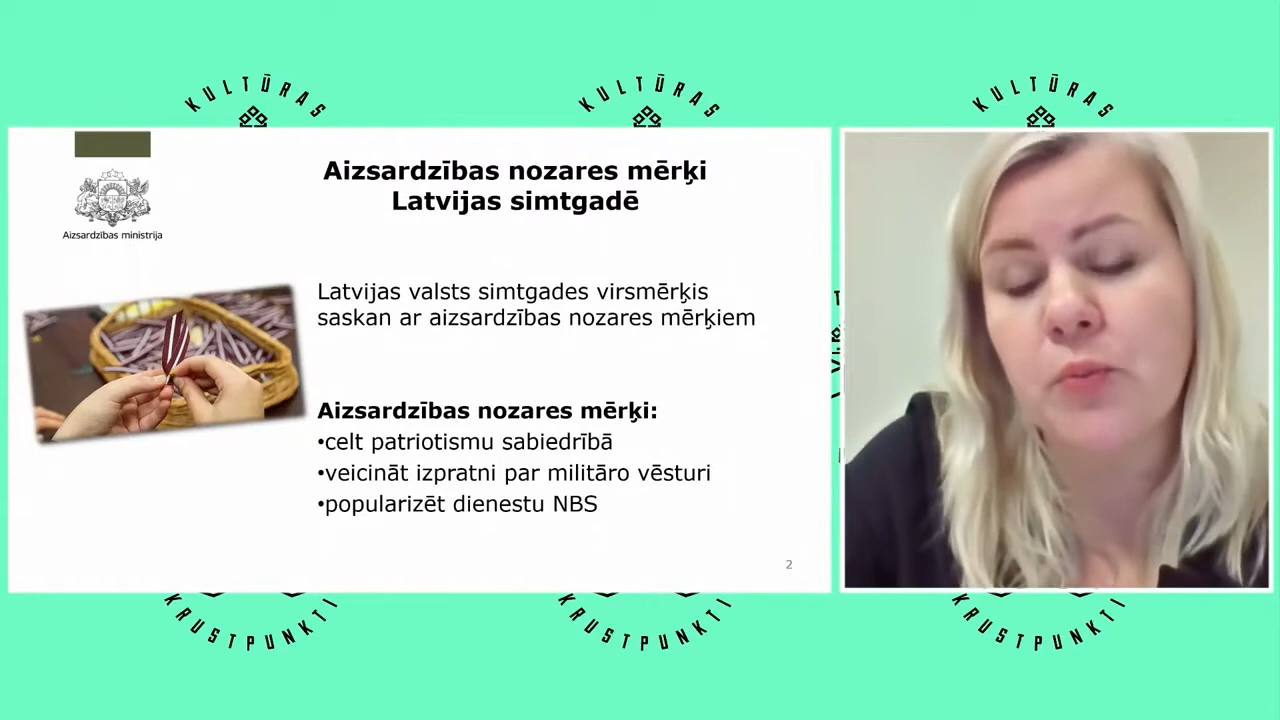 KULTŪRAS
KULTŪRAS
KULTŪRAS
Aizsardzības nozares mērķi
Latvijas simtgadē
Aizsardzības ministrija
Latvijas valsts simtgades virsmērķis
saskan ar aizsardzības nozares mērķiem
Aizsardzības nozares mērķi:
•celt patriotismu sabiedrībā
•veicināt izpratni par militāro vēsturi
•popularizēt dienestu NBS
2
KRUSTPUNKTI
KRUSTPUNKTI
KRUSTPUNKTI